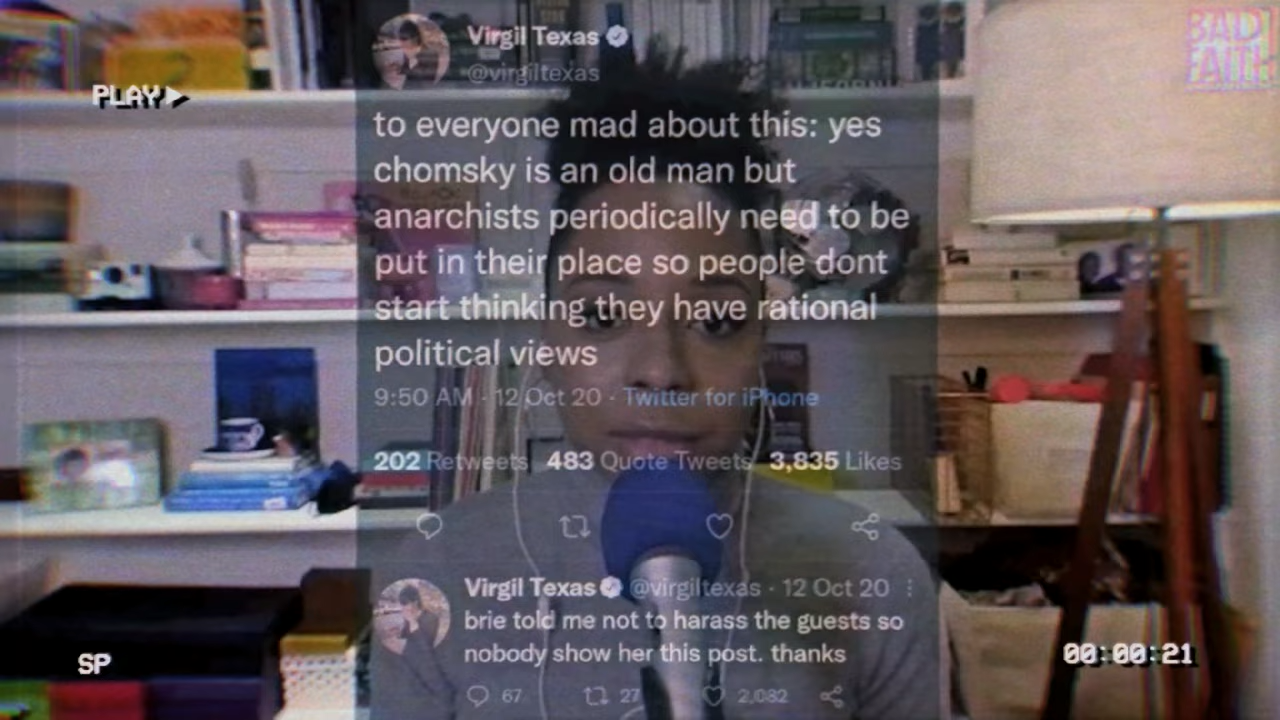 BAD
FAITH
PLAY
Virgil Texas
@virgiltexas
to everyone mad about this: yes
chomsky is an old man but
anarchists periodically need to be
put in their place so people dont
start thinking they have rational
political views
9:50 AM · 12 Oct 20 · Twitter for iPhone
202 Retweets 483 Quote Tweets 3,835 Likes
Virgil Texas @virgiltexas · 12 Oct 20
brie told me not to harass the guests so
nobody show her this post. thanks
SP
00:00:21
67 27 2,082